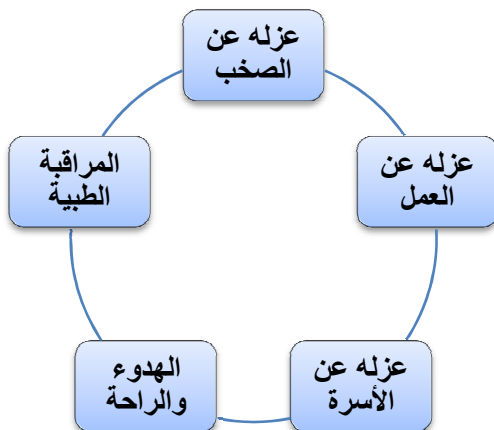 عزله عن
الصخب
عزله عن
العمل
عزله عن
الأسرة
الهدوء
والراحة
المراقبة
الطبية